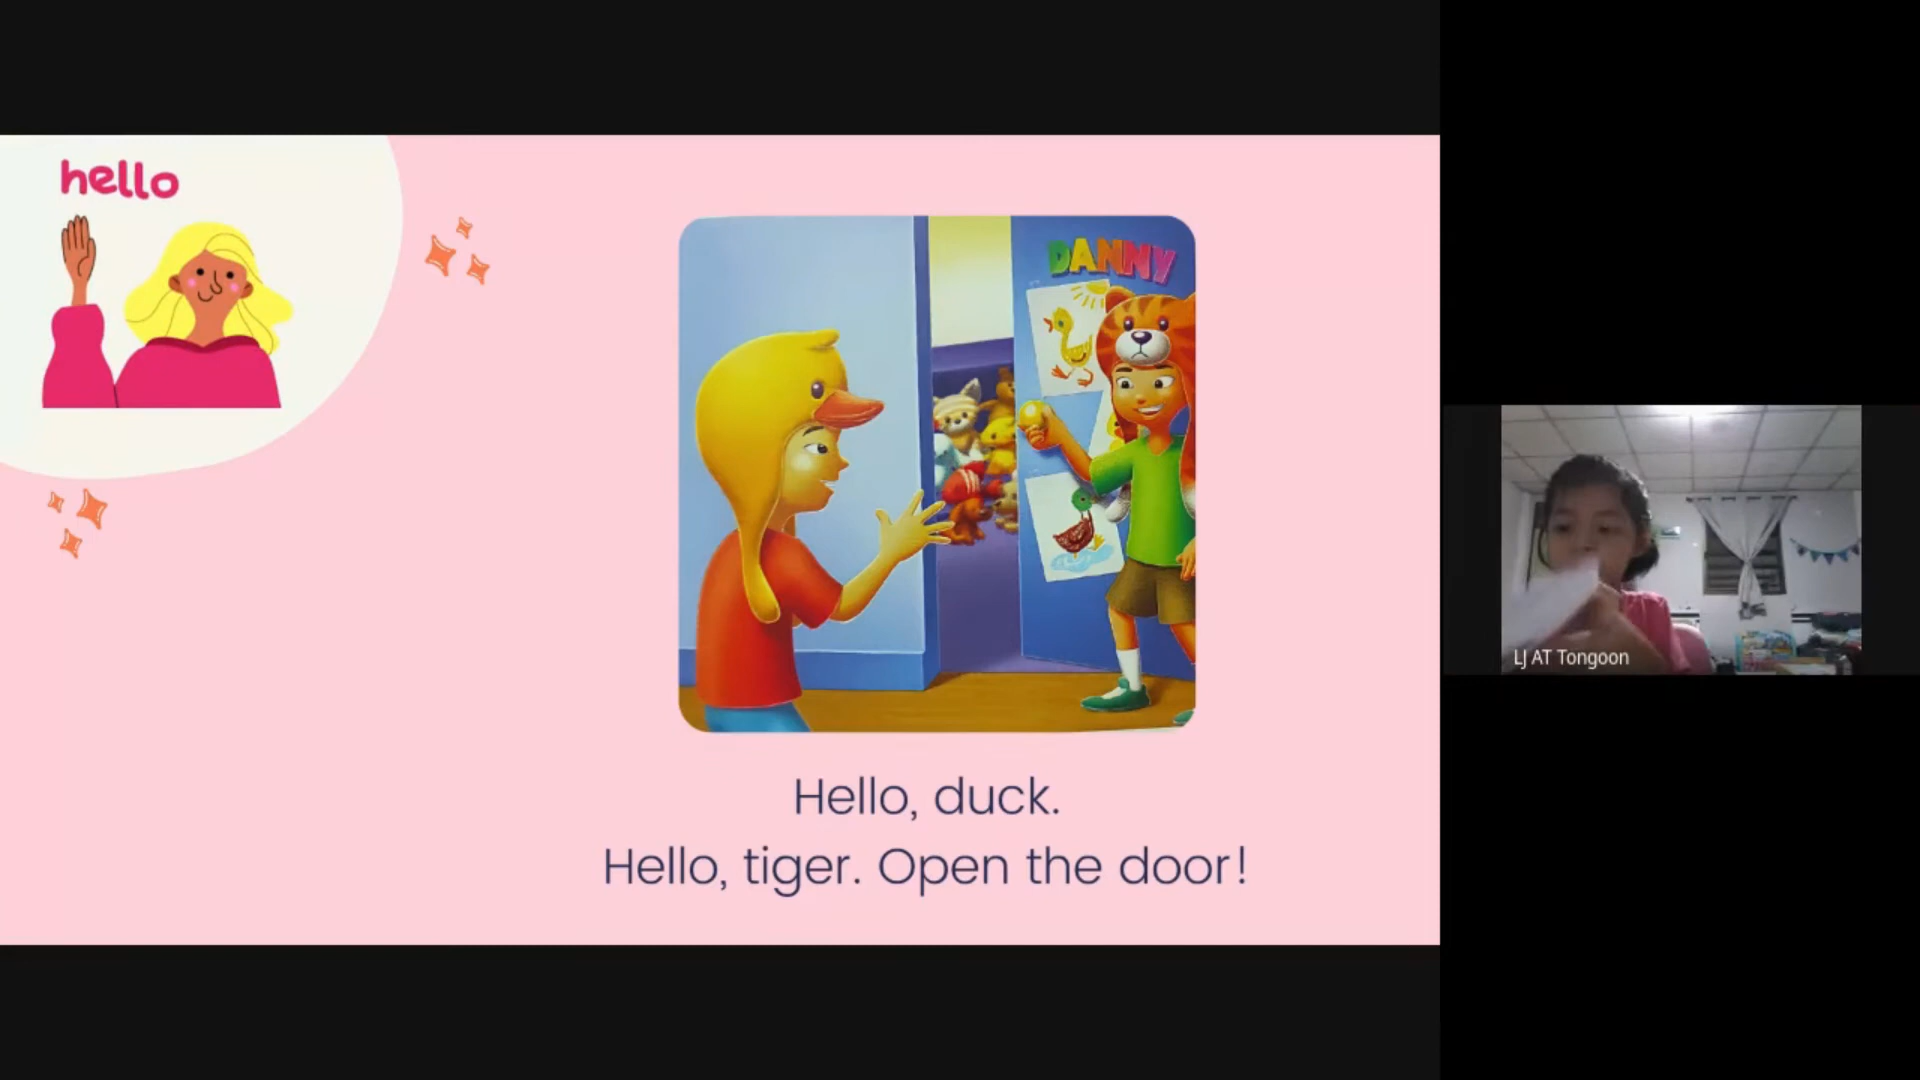 hello
DANNY
Hello, duck.
Hello, tiger. Open the door!
LJ AT Tongoon